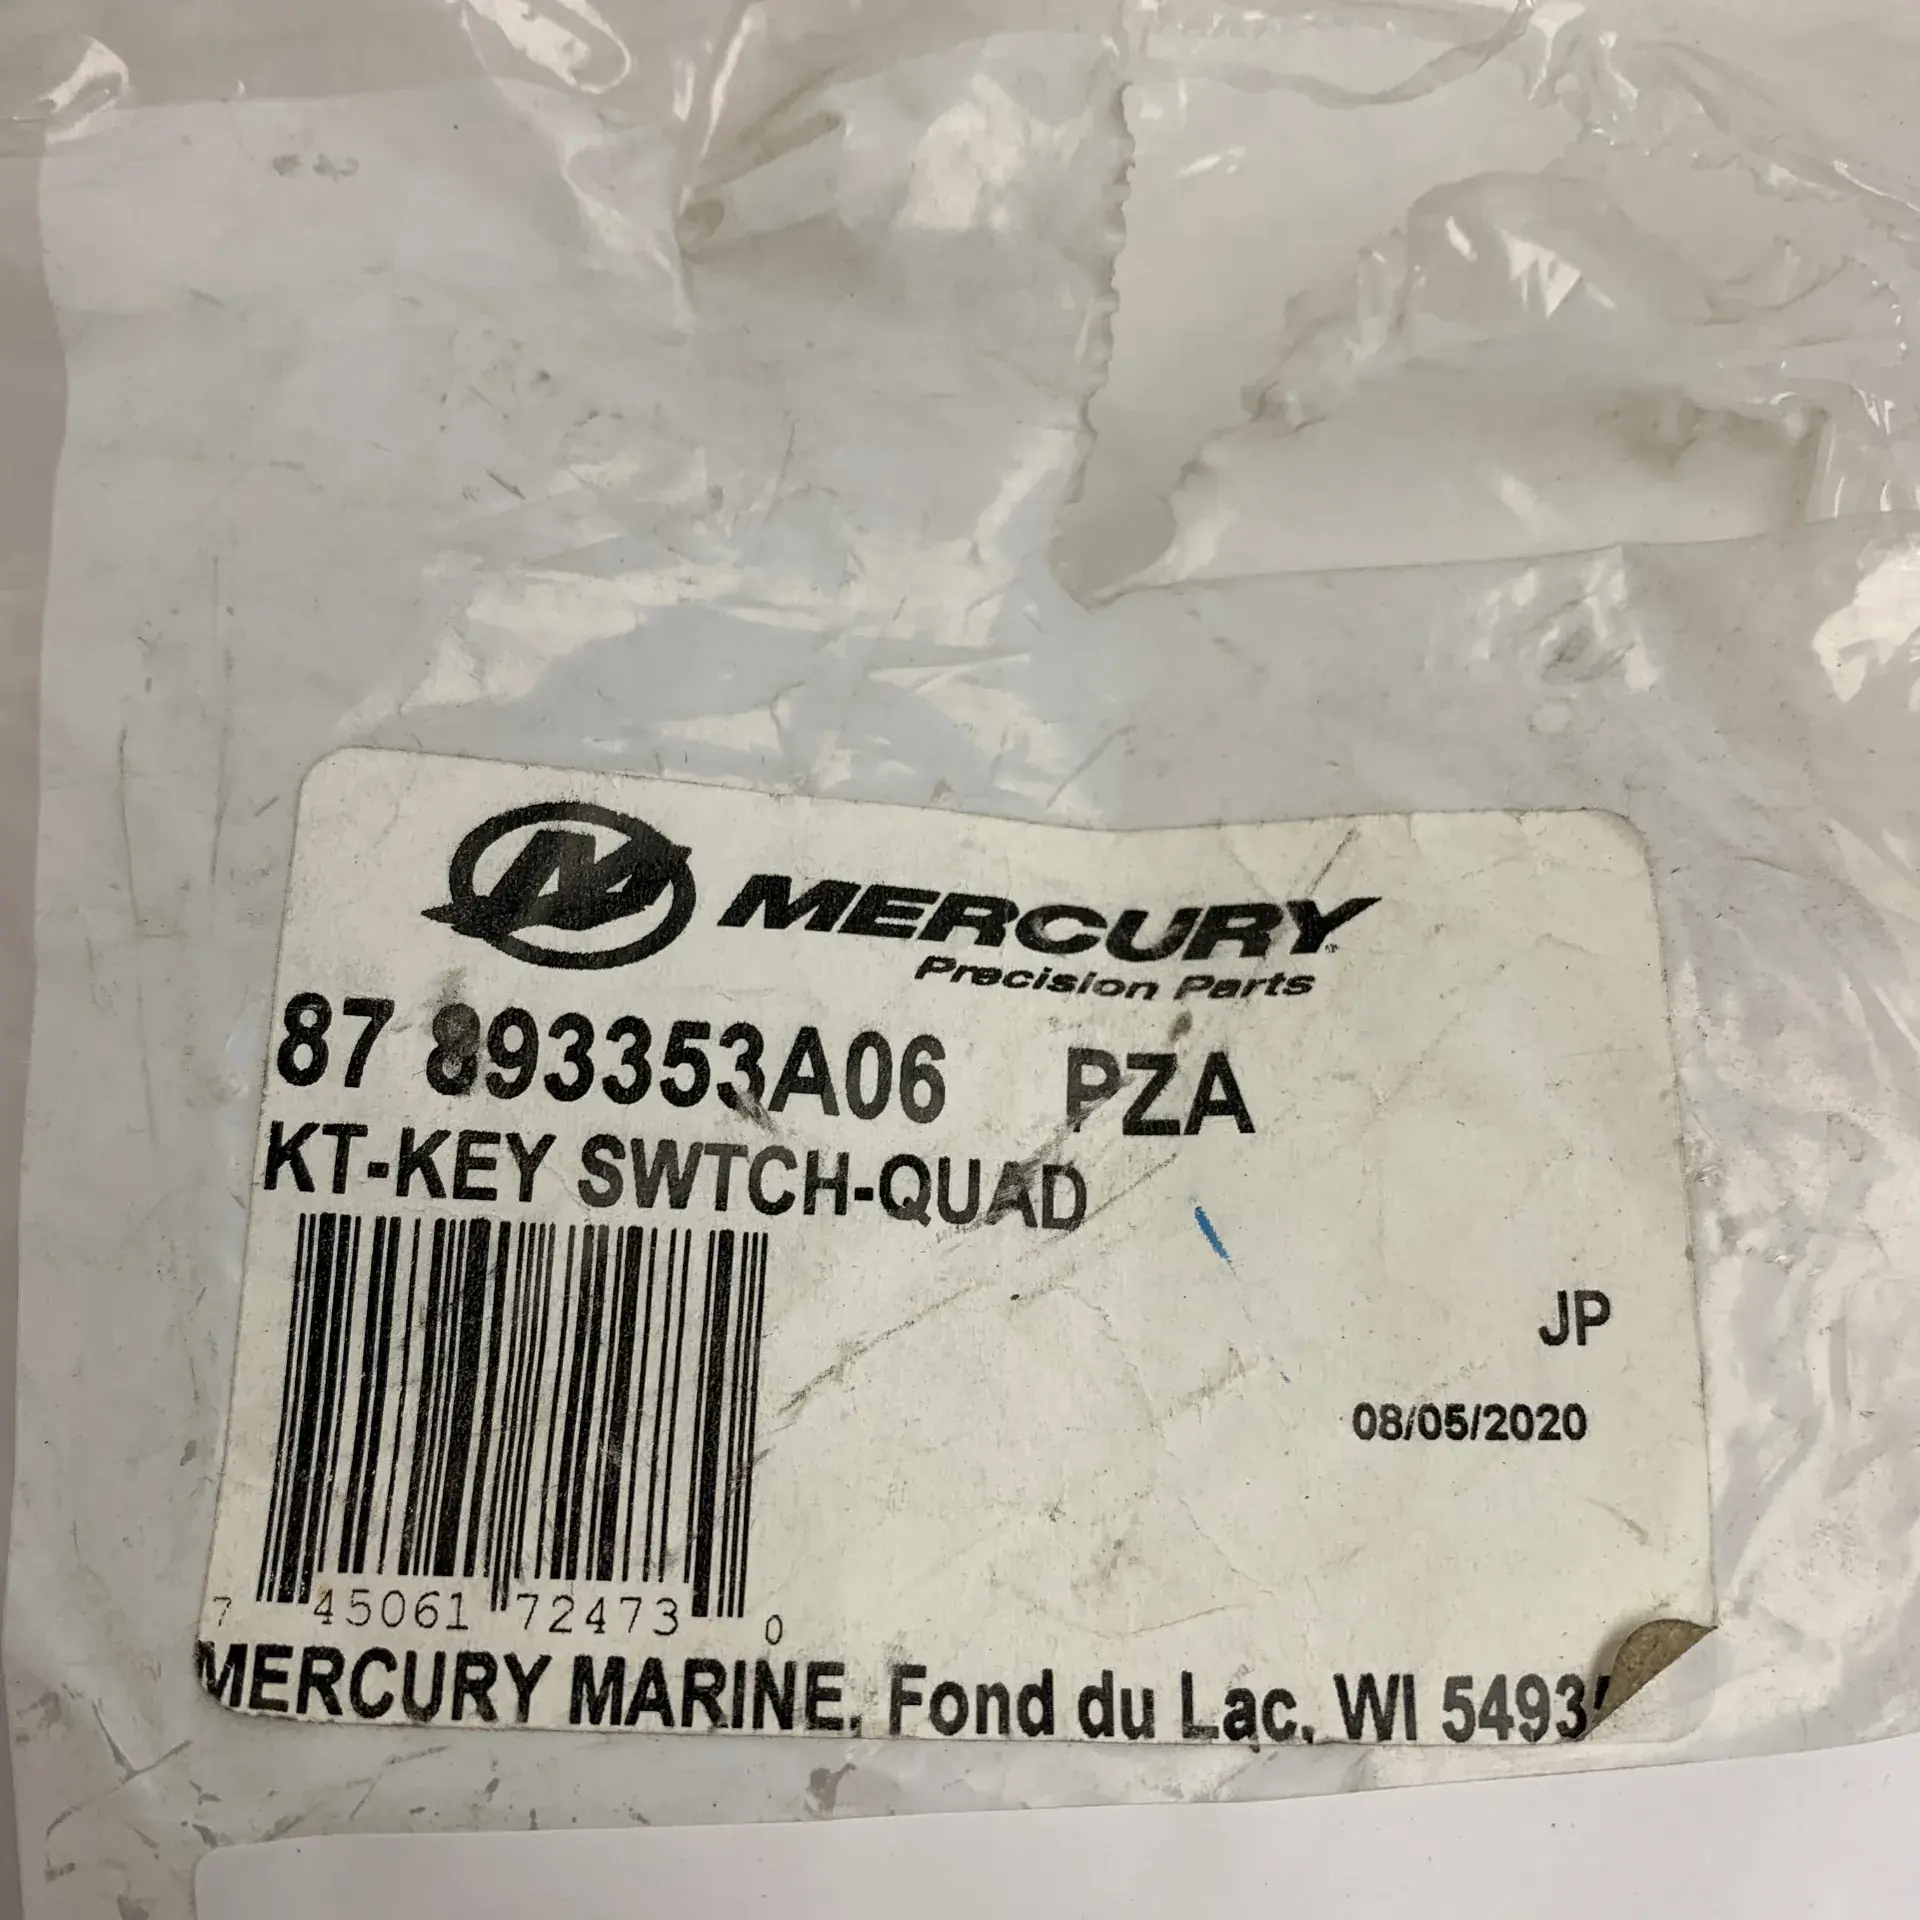 MERCURY
Precision Parts
87 893353A06 PZA
KT-KEY SWTCH-QUAD
JP
08/05/2020
7 45061 72473 0
MERCURY MARINE, Fond du Lac, WI